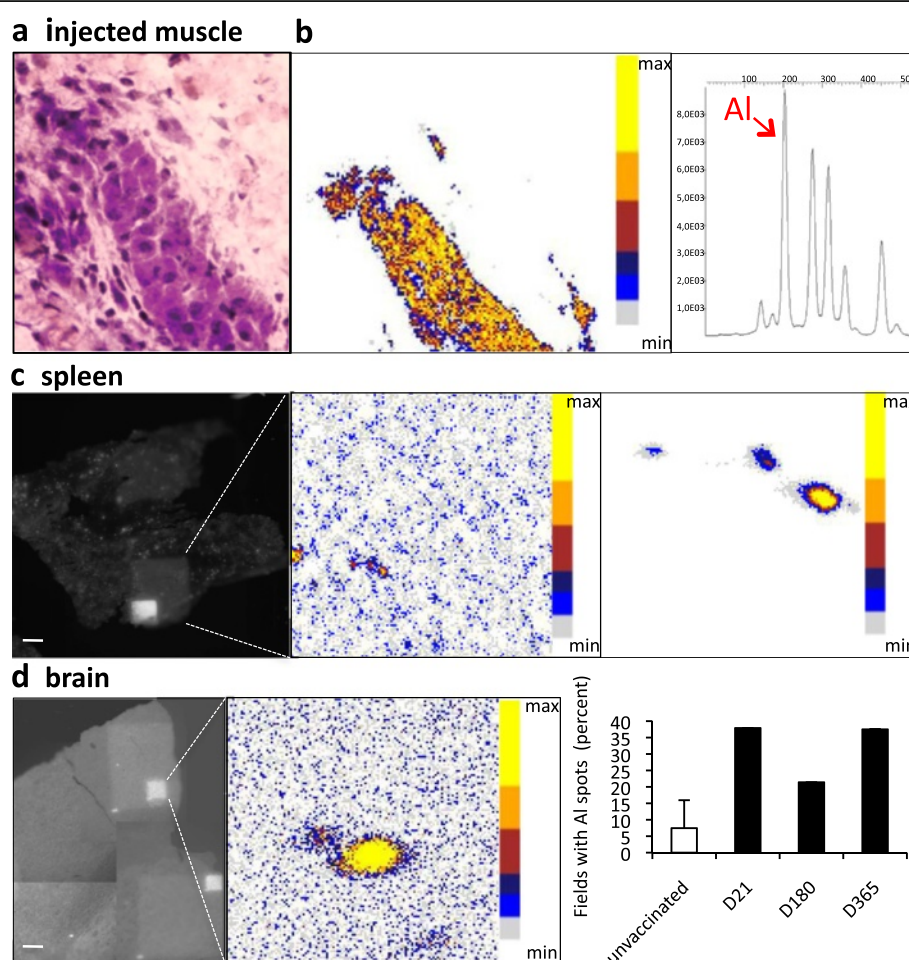 a injected muscle
b
max
min
100 200 300 400
8,0E03
7,0E03
6,0E03
5,0E03
4,0E03
3,0E03
2,0E03
1,0E03
Al
c spleen
max
min
d brain
max
min
Fields with Al spots (percent)
40
35
30
25
20
15
10
5
0
unvaccinated
D21
D180
D365